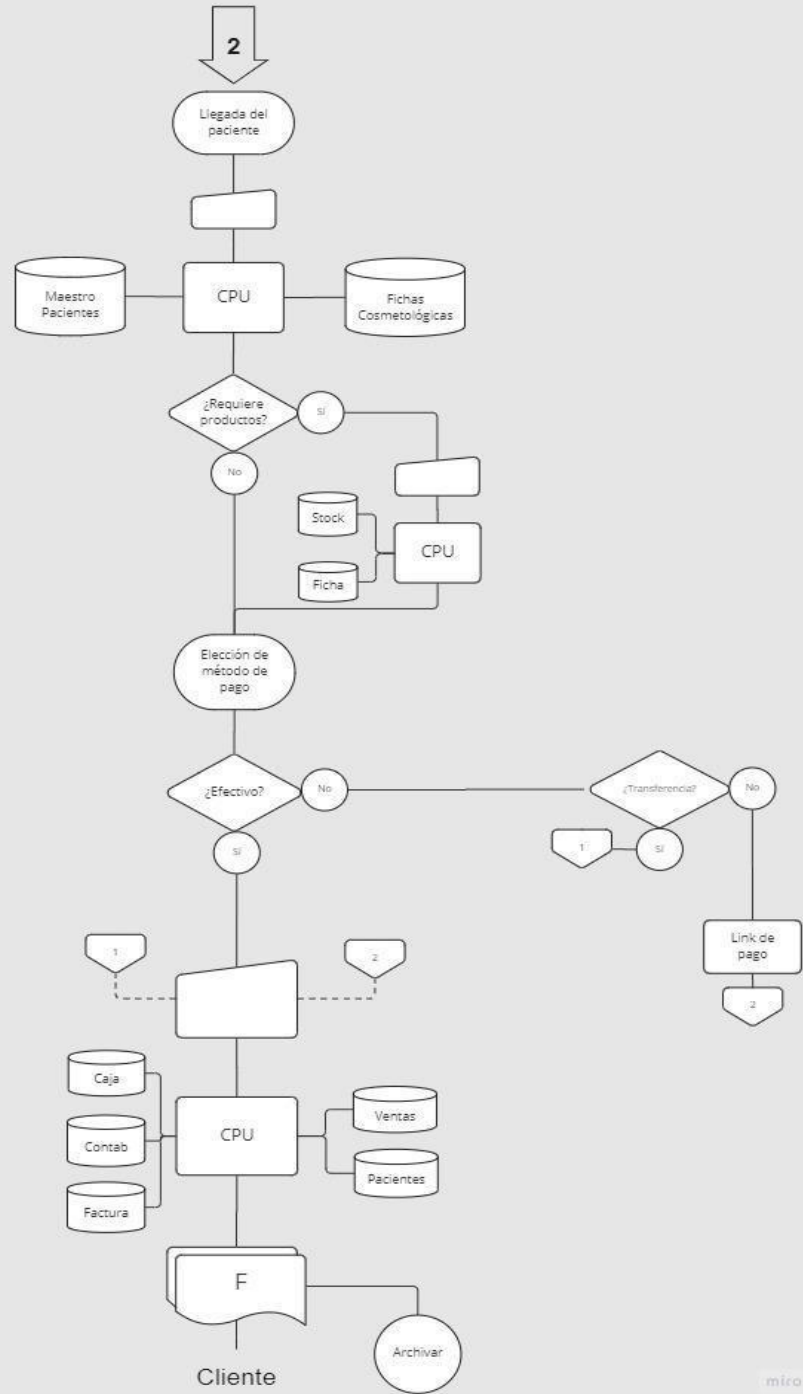 2
Llegada del
paciente
CPU
Maestro
Pacientes
Fichas
Cosmetológicas
¿Requiere
productos?
Sí
No
Stock
CPU
Ficha
Elección de
método de
pago
¿Efectivo?
No
¿Transferencia?
No
Sí
1
Sí
Link de
pago
2
1
2
Caja
Contab
Factura
CPU
Ventas
Pacientes
F
Archivar
Cliente
miro